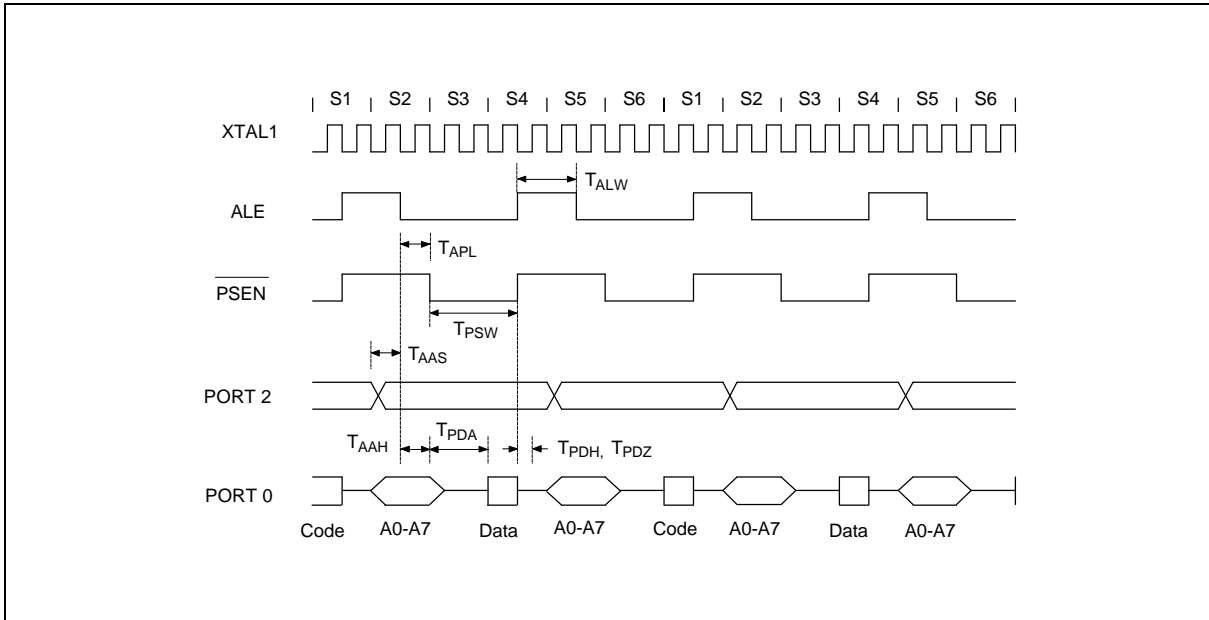 S1 S2 S3 S4 S5 S6 S1 S2 S3 S4 S5 S6
XTAL1
TALW
ALE
TAPL
PSEN
TPSW
TAAS
PORT 2
TAAH TPDA TPDH, TPDZ
PORT 0
Code A0-A7 Data A0-A7 Code A0-A7 Data A0-A7